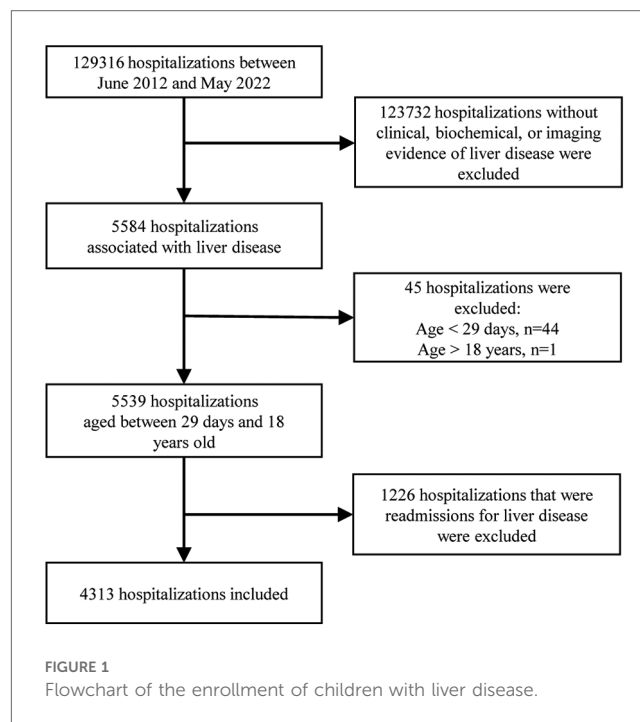 129316 hospitalizations between
June 2012 and May 2022
123732 hospitalizations without
clinical, biochemical, or imaging
evidence of liver disease were
excluded
5584 hospitalizations
associated with liver disease
45 hospitalizations were
excluded:
Age < 29 days, n=44
Age > 18 years, n=1
5539 hospitalizations
aged between 29 days and 18
years old
1226 hospitalizations that were
readmissions for liver disease
were excluded
4313 hospitalizations included
FIGURE 1
Flowchart of the enrollment of children with liver disease.